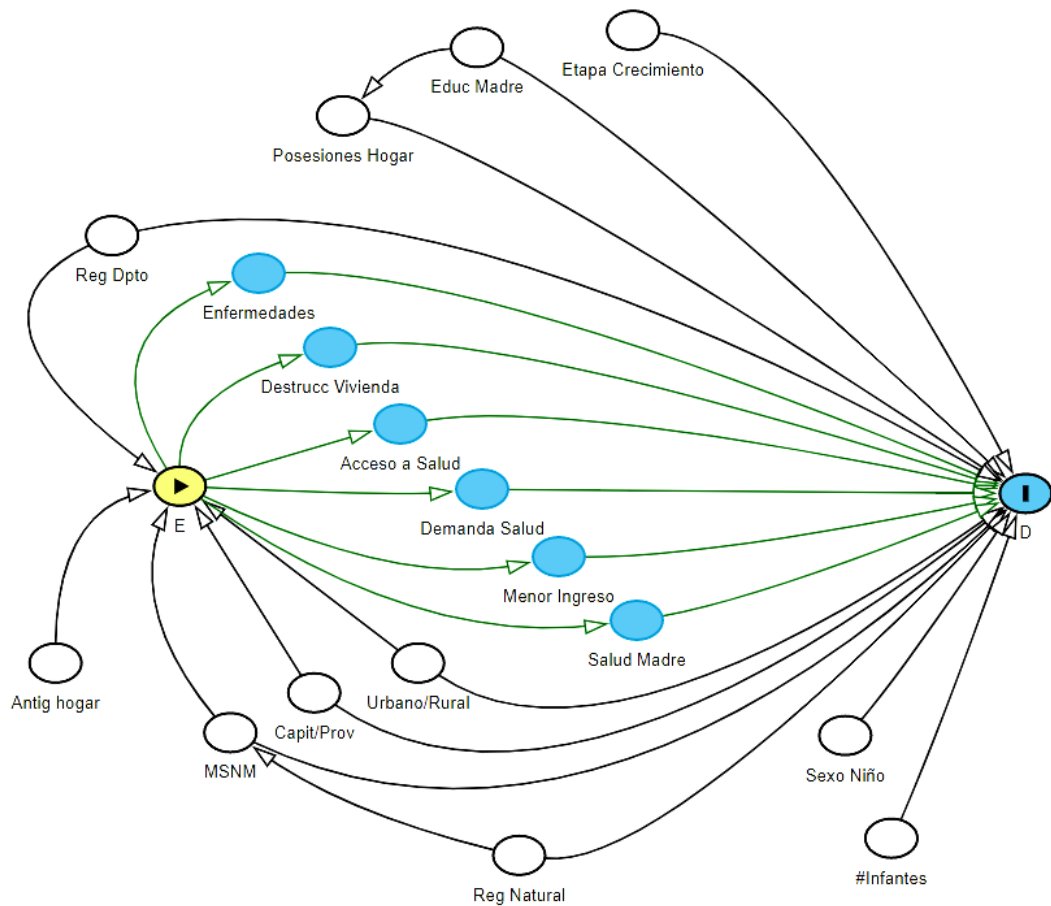 Educ Madre
Etapa Crecimiento
Posesiones Hogar
Reg Dpto
Enfermedades
Destrucc Vivienda
Acceso a Salud
Demanda Salud
E
D
Menor Ingreso
Salud Madre
Antig hogar
Urbano/Rural
Capit/Prov
MSNM
Sexo Niño
#Infantes
Reg Natural